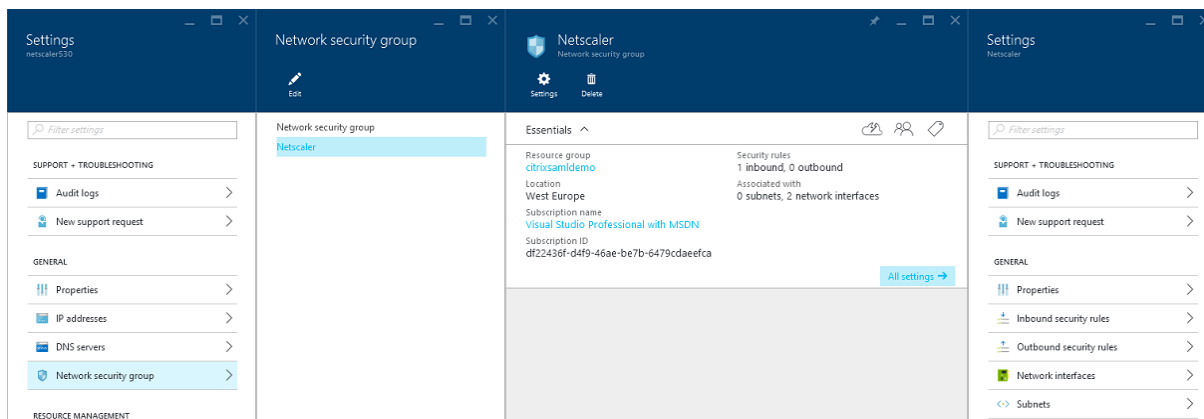 Settings
netscaler530
Filter settings
SUPPORT + TROUBLESHOOTING
Audit logs
New support request
GENERAL
Properties
IP addresses
DNS servers
Network security group
RESOURCE MANAGEMENT
Network security group
Edit
Network security group
Netscaler
Netscaler
Network security group
Settings
Delete
Essentials
Resource group
citrixsamldemo
Location
West Europe
Subscription name
Visual Studio Professional with MSDN
Subscription ID
df22436f-d4f9-46ae-be7b-6479cdaeefca
Security rules
1 inbound, 0 outbound
Associated with
0 subnets, 2 network interfaces
All settings
Settings
Netscaler
Filter settings
SUPPORT + TROUBLESHOOTING
Audit logs
New support request
GENERAL
Properties
Inbound security rules
Outbound security rules
Network interfaces
Subnets